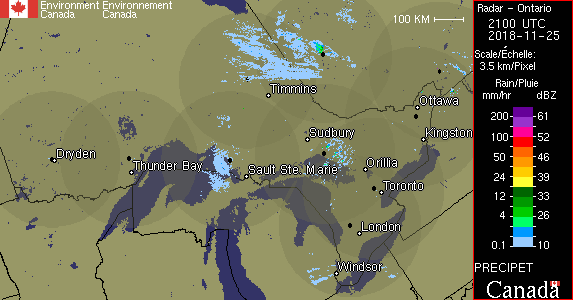 Environment Environnement
Canada Canada
100 KM
Timmins
Ottawa
Sudbury
Kingston
Dryden
Thunder Bay
Sault Ste. Marie
Orillia
Toronto
London
Windsor
Radar - Ontario
2100 UTC
2018-11-25
Scale/Échelle:
3.5 km/Pixel
Rain/Pluie
mm/hr dBZ
200 61
100 52
50 46
24 39
12 33
4 26
1 18
0.1 10
PRECIPET
Canada